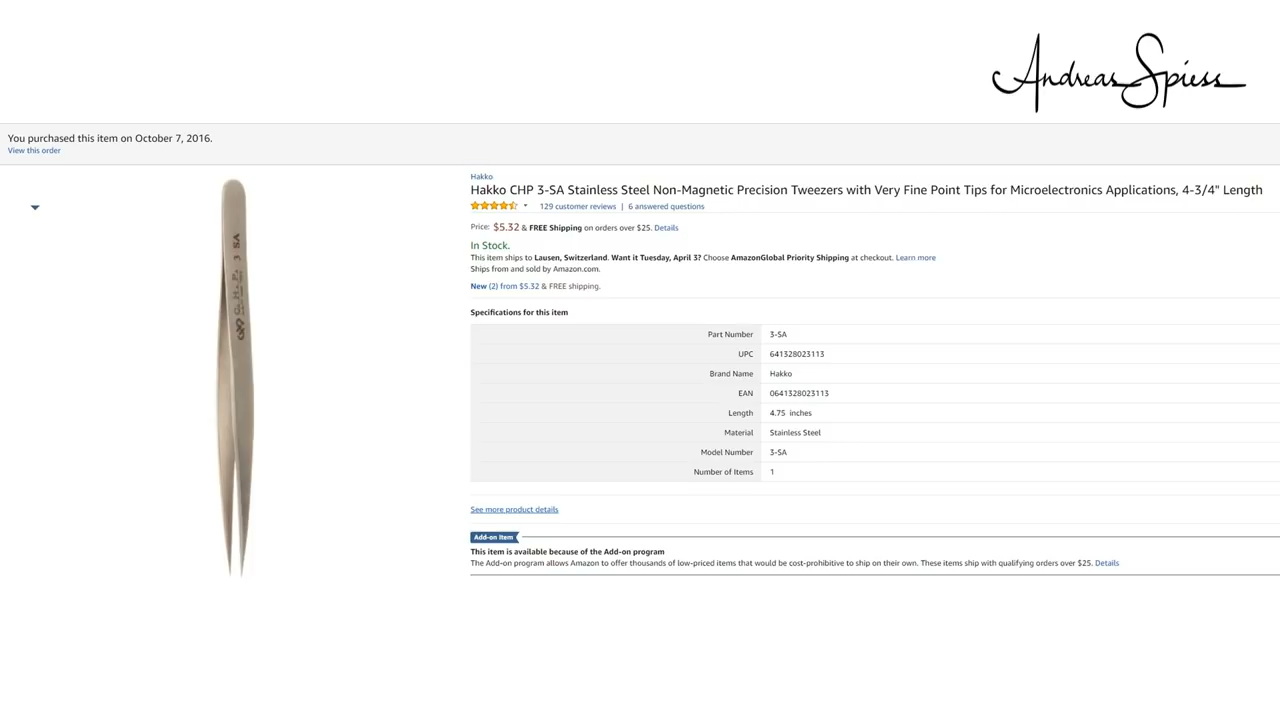 Andreas Spiess
You purchased this item on October 7, 2016.
View this order
Hakko
Hakko CHP 3-SA Stainless Steel Non-Magnetic Precision Tweezers with Very Fine Point Tips for Microelectronics Applications, 4-3/4" Length
129 customer reviews | 6 answered questions
Price: $5.32 & FREE Shipping on orders over $25. Details
In Stock.
This item ships to Lausen, Switzerland. Want it Tuesday, April 3? Choose AmazonGlobal Priority Shipping at checkout. Learn more
Ships from and sold by Amazon.com.
New (2) from $5.32 & FREE shipping.
Specifications for this item
Part Number 3-SA
UPC 641328023113
Brand Name Hakko
EAN 0641328023113
Length 4.75 inches
Material Stainless Steel
Model Number 3-SA
Number of Items 1
See more product details
Add-on Item
This item is available because of the Add-on program
The Add-on program allows Amazon to offer thousands of low-priced items that would be cost-prohibitive to ship on their own. These items ship with qualifying orders over $25. Details
3 SA